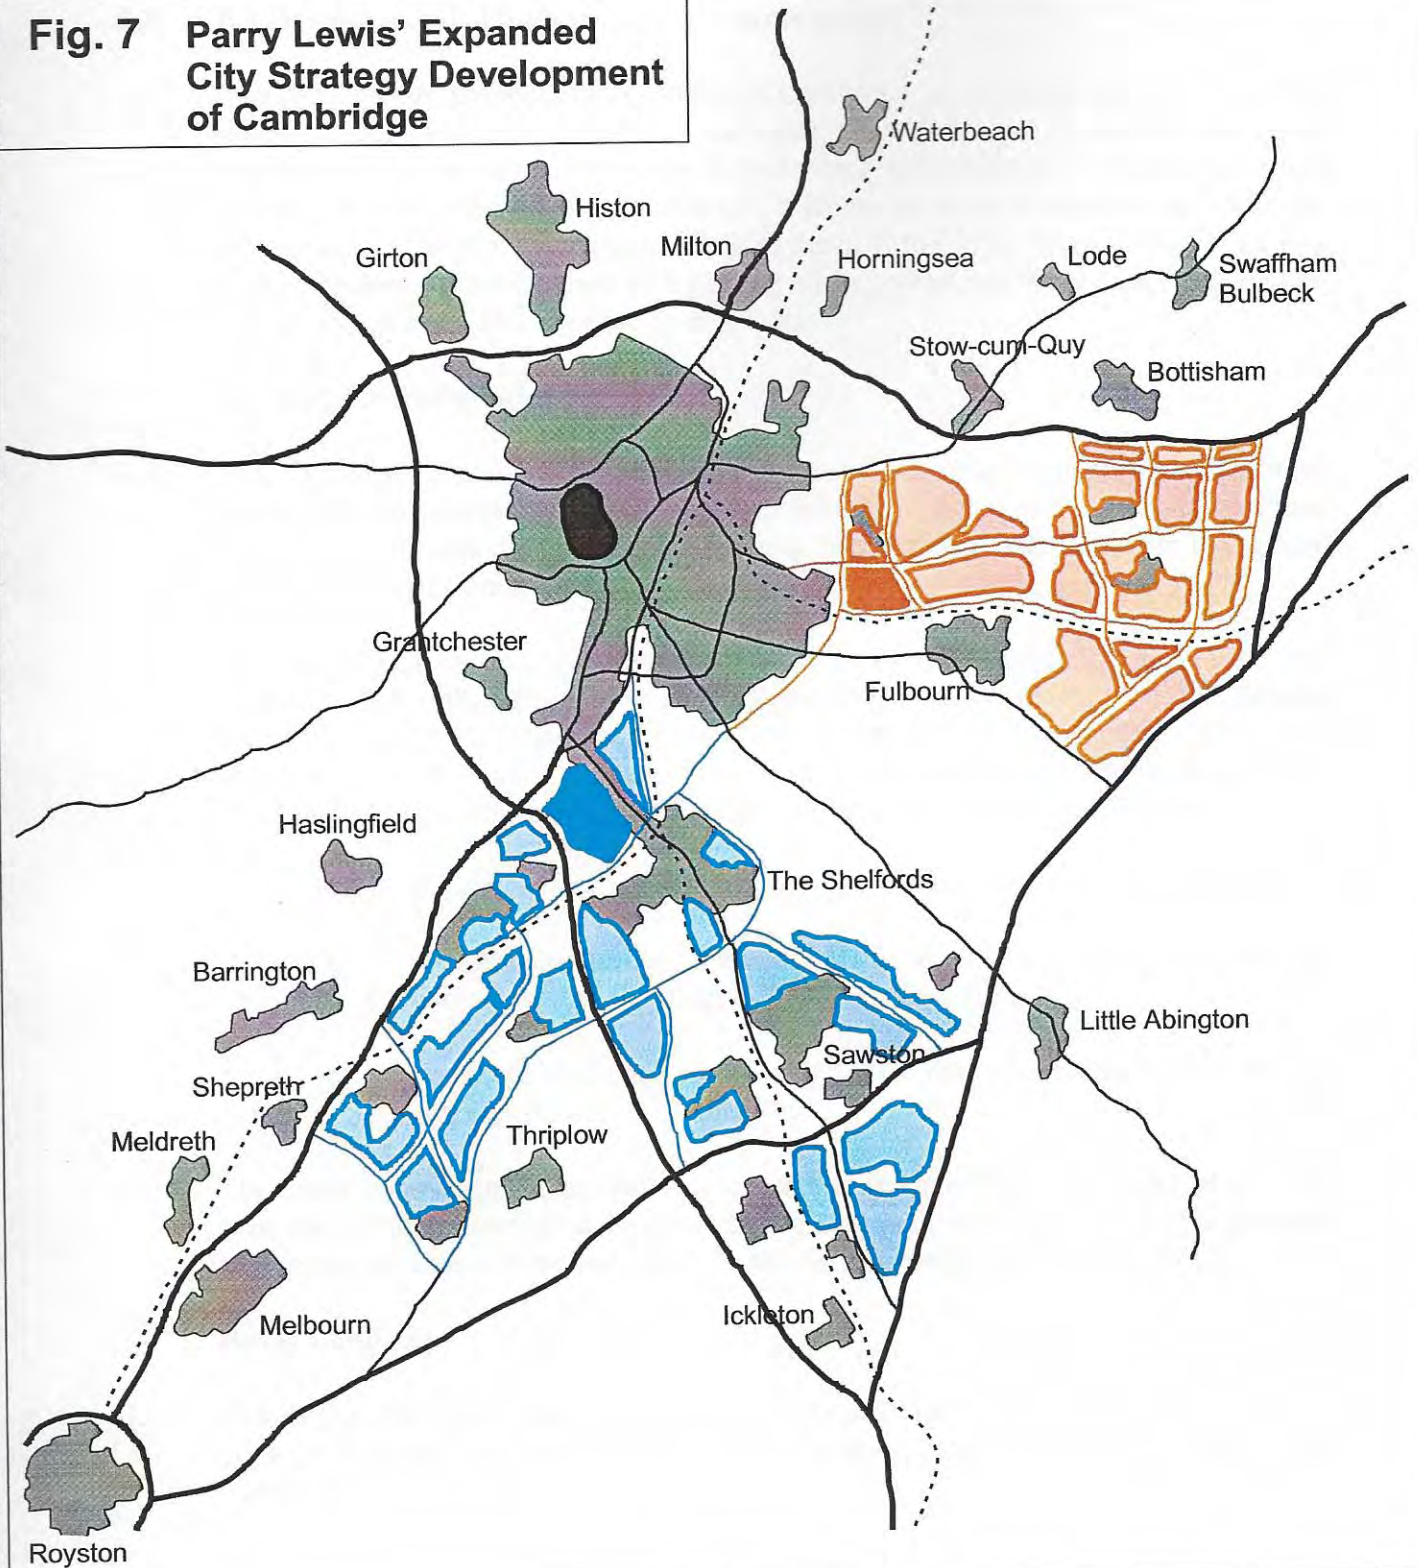 Fig. 7 Parry Lewis' Expanded
City Strategy Development
of Cambridge
Waterbeach
Histon
Milton
Girton
Horningsea
Lode
Swaffham
Bulbeck
Stow-cum-Quy
Bottisham
Grantchester
Fulbourn
Haslingfield
The Shelfords
Barrington
Little Abington
Sawston
Shepreth
Meldreth
Thriplow
Ickleton
Melbourn
Royston